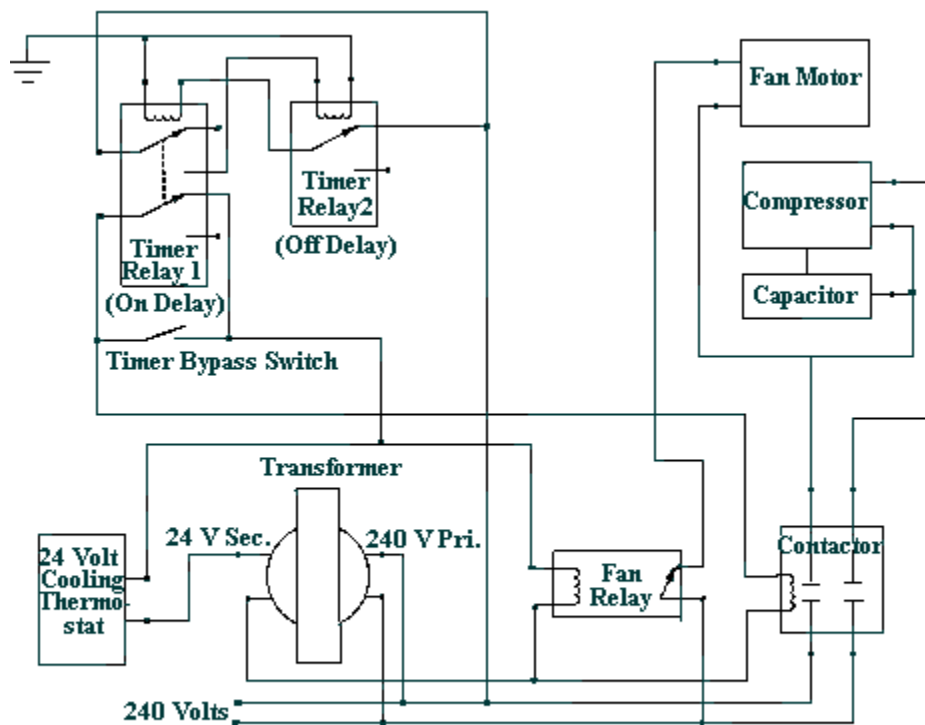 Fan Motor
Timer
Relay2
(Off Delay)
Compressor
Timer
Relay 1
(On Delay)
Capacitor
Timer Bypass Switch
Transformer
24 V Sec.
240 V Pri.
24 Volt
Cooling
Thermo-
stat
Fan
Relay
Contactor
240 Volts